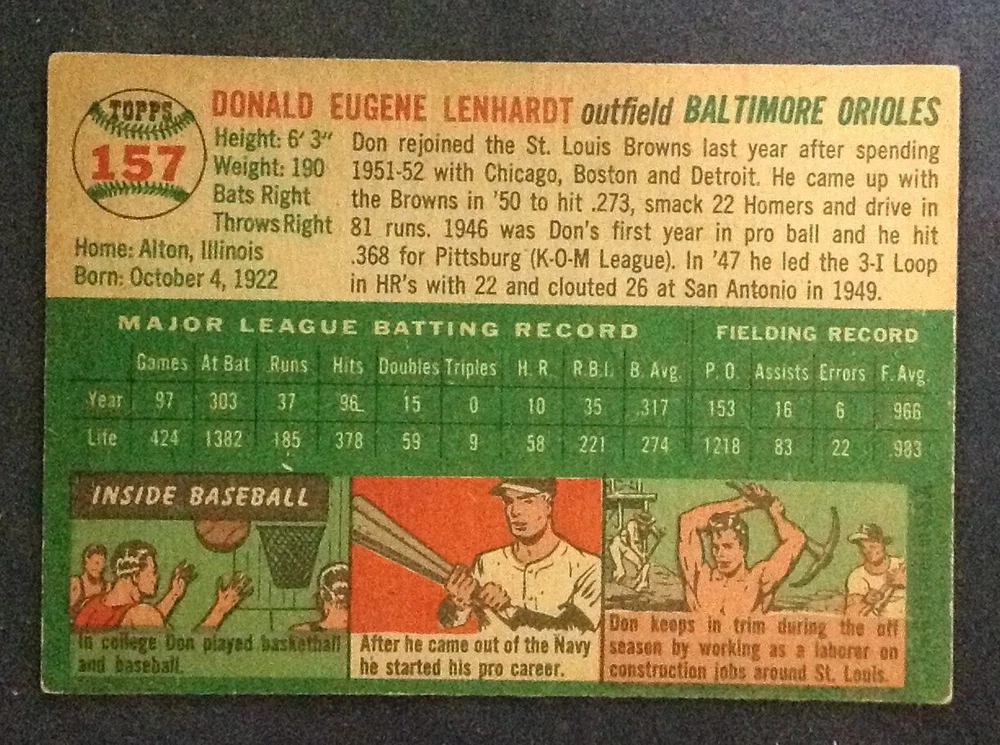 TOPPS
157
DONALD EUGENE LENHARDT outfield BALTIMORE ORIOLES
Height: 6' 3"
Weight: 190
Bats Right
Throws Right
Home: Alton, Illinois
Born: October 4, 1922
Don rejoined the St. Louis Browns last year after spending
1951-52 with Chicago, Boston and Detroit. He came up with
the Browns in '50 to hit .273, smack 22 Homers and drive in
81 runs. 1946 was Don's first year in pro ball and he hit
.368 for Pittsburg (K-O-M League). In '47 he led the 3-I Loop
in HR's with 22 and clouted 26 at San Antonio in 1949.
MAJOR LEAGUE BATTING RECORD FIELDING RECORD
Games At Bat Runs Hits Doubles Triples H. R. R.B.I. B. Avg. P. O. Assists Errors F. Avg.
Year 97 303 37 96 15 0 10 35 .317 153 16 6 .966
Life 424 1382 185 378 59 9 58 221 .274 1218 83 22 .983
INSIDE BASEBALL
In college Don played basketball
and baseball.
After he came out of the Navy
he started his pro career.
Don keeps in trim during the off
season by working as a laborer on
construction jobs around St. Louis.